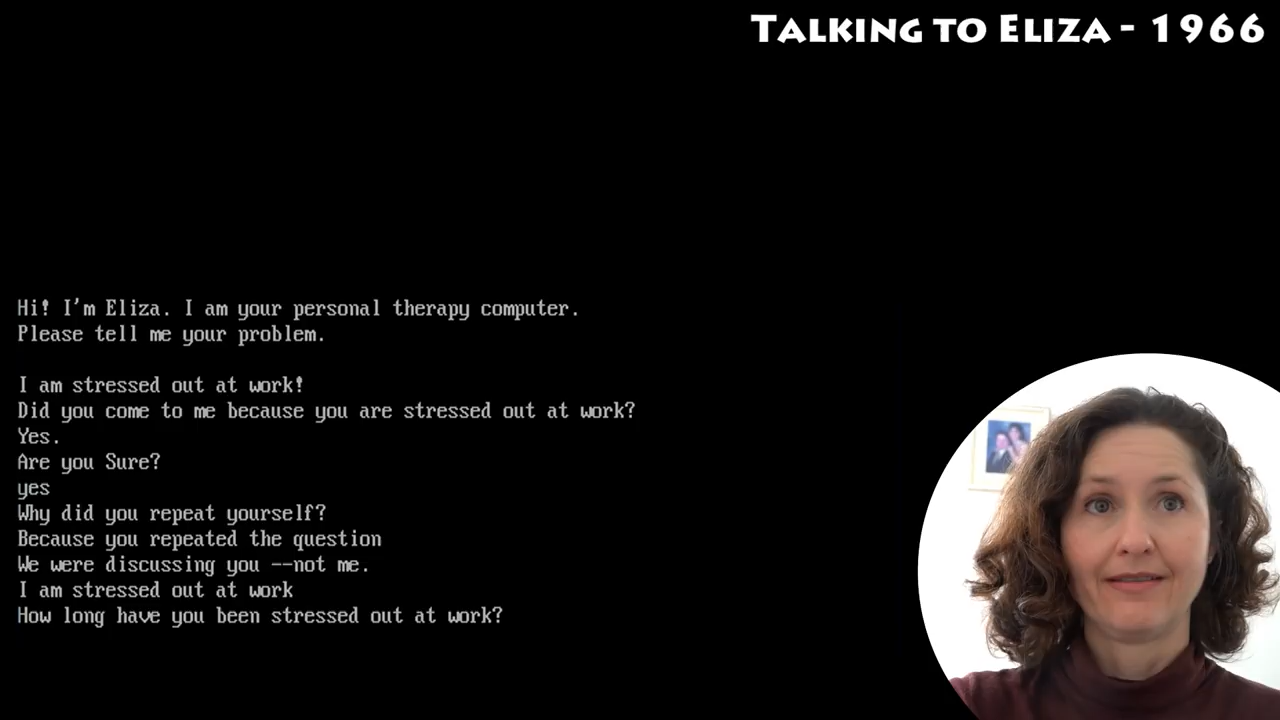 Talking to Eliza - 1966
Hi! I'm Eliza. I am your personal therapy computer.
Please tell me your problem.
I am stressed out at work!
Did you come to me because you are stressed out at work?
Yes.
Are you Sure?
yes
Why did you repeat yourself?
Because you repeated the question
We were discussing you --not me.
I am stressed out at work
How long have you been stressed out at work?